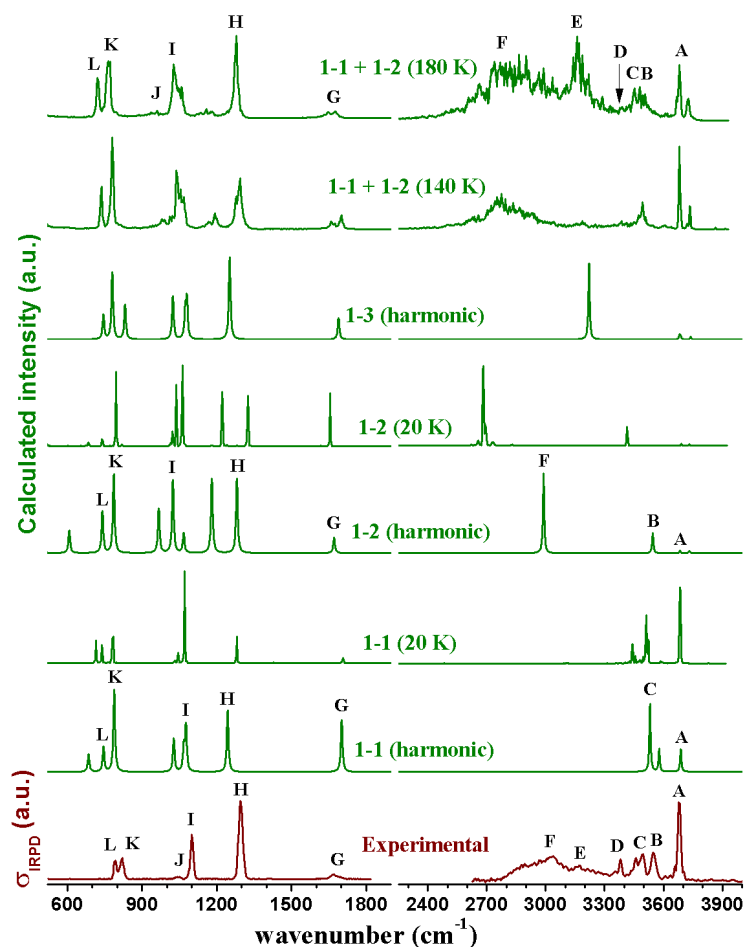 Calculated intensity (a.u.)
σIRPD (a.u.)
L K J I H G F E D C B A
1-1 + 1-2 (180 K)
1-1 + 1-2 (140 K)
1-3 (harmonic)
1-2 (20 K)
L K I H G F B A
1-2 (harmonic)
1-1 (20 K)
L K I H G C A
1-1 (harmonic)
L K J I H G F E D C B A
Experimental
600 900 1200 1500 1800 2250 2400 2700 3000 3300 3600 3900
wavenumber (cm-1)